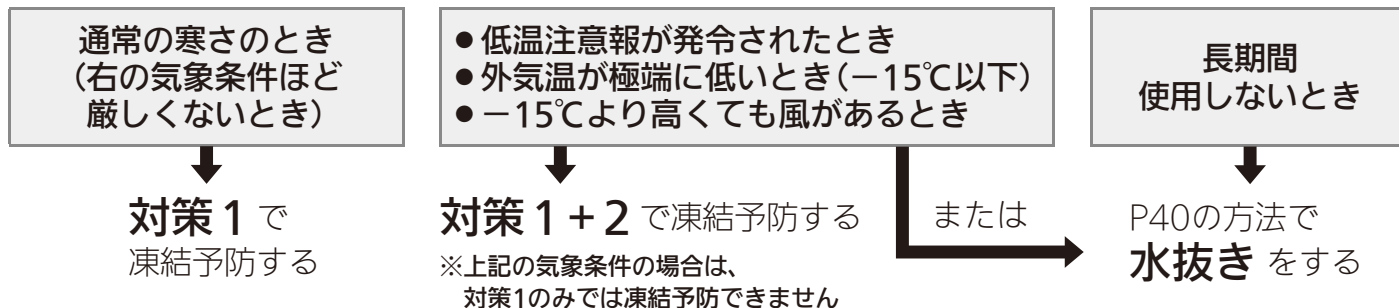 通常の寒さのとき
（右の気象条件ほど
厳しくないとき）
対策1で
凍結予防する
●低温注意報が発令されたとき
●外気温が極端に低いとき（−15℃以下）
●−15℃より高くても風があるとき
対策1＋2で凍結予防する
※上記の気象条件の場合は、
対策1のみでは凍結予防できません
または
長期間
使用しないとき
P40の方法で
水抜きをする